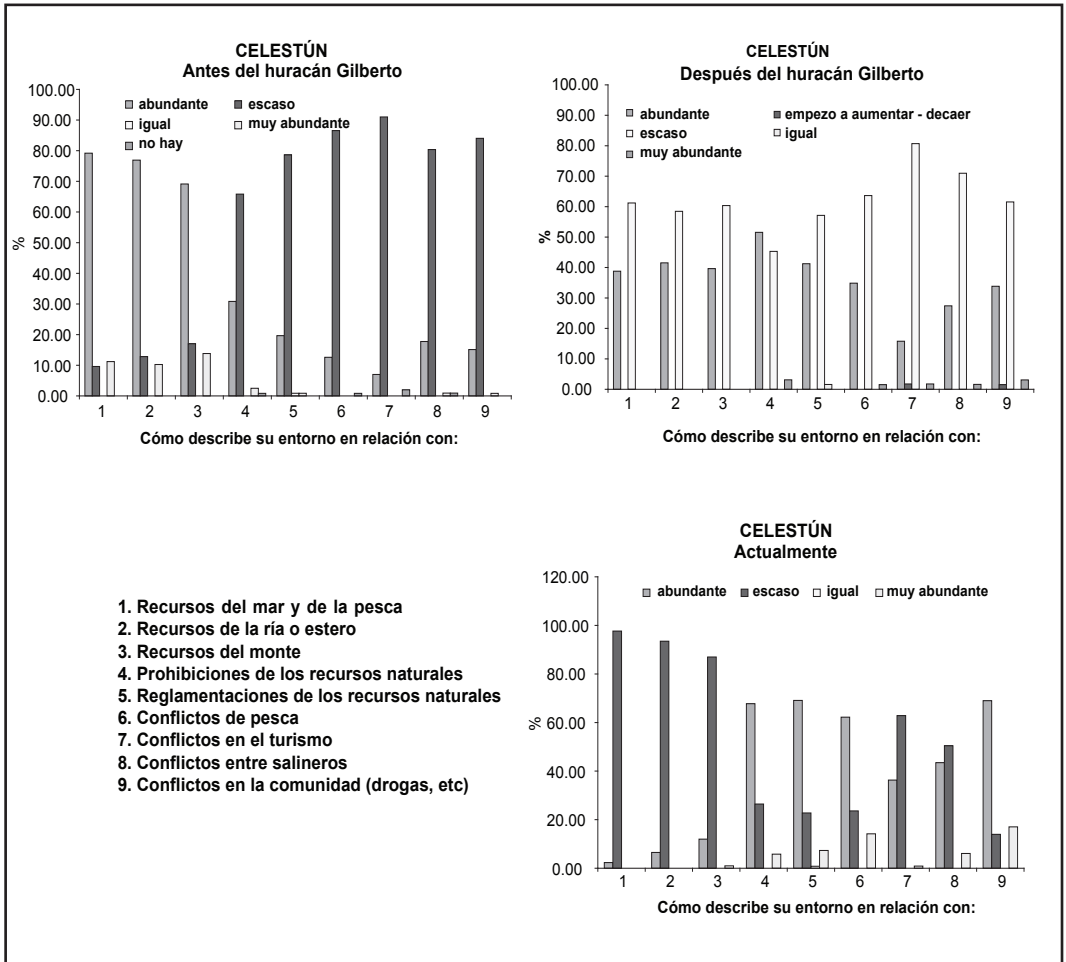 CELESTÚN
Antes del huracán Gilberto
100.00
90.00
80.00
70.00
60.00
50.00
40.00
30.00
20.00
10.00
0.00
%
abundante escaso
igual muy abundante
no hay
1 2 3 4 5 6 7 8 9
Cómo describe su entorno en relación con:
CELESTÚN
Después del huracán Gilberto
100.00
90.00
80.00
70.00
60.00
50.00
40.00
30.00
20.00
10.00
0.00
%
abundante empezo a aumentar - decaer
escaso igual
muy abundante
1 2 3 4 5 6 7 8 9
Cómo describe su entorno en relación con:
1. Recursos del mar y de la pesca
2. Recursos de la ría o estero
3. Recursos del monte
4. Prohibiciones de los recursos naturales
5. Reglamentaciones de los recursos naturales
6. Conflictos de pesca
7. Conflictos en el turismo
8. Conflictos entre salineros
9. Conflictos en la comunidad (drogas, etc)
CELESTÚN
Actualmente
120.00
100.00
80.00
60.00
40.00
20.00
0.00
%
abundante escaso igual muy abundante
1 2 3 4 5 6 7 8 9
Cómo describe su entorno en relación con: